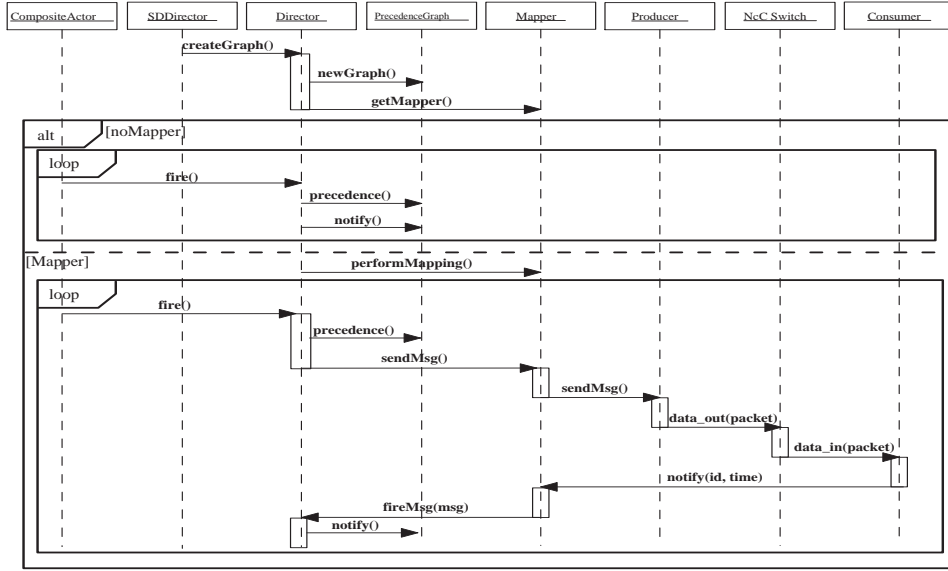 CompositeActor SDDirector Director PrecedenceGraph Mapper Producer NcC Switch Consumer
createGraph()
newGraph()
getMapper()
alt [noMapper]
loop
fire()
precedence()
notify()
[Mapper]
performMapping()
loop
fire()
precedence()
sendMsg()
sendMsg()
data_out(packet)
data_in(packet)
notify(id, time)
fireMsg(msg)
notify()